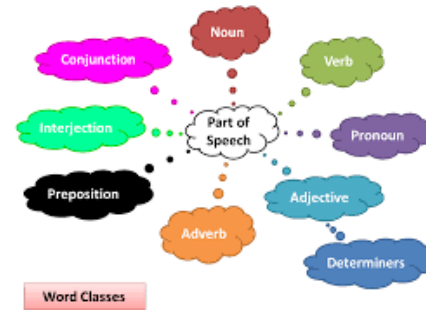 Noun
Conjunction
Verb
Part of
Speech
Interjection
Pronoun
Preposition
Adjective
Adverb
Determiners
Word Classes